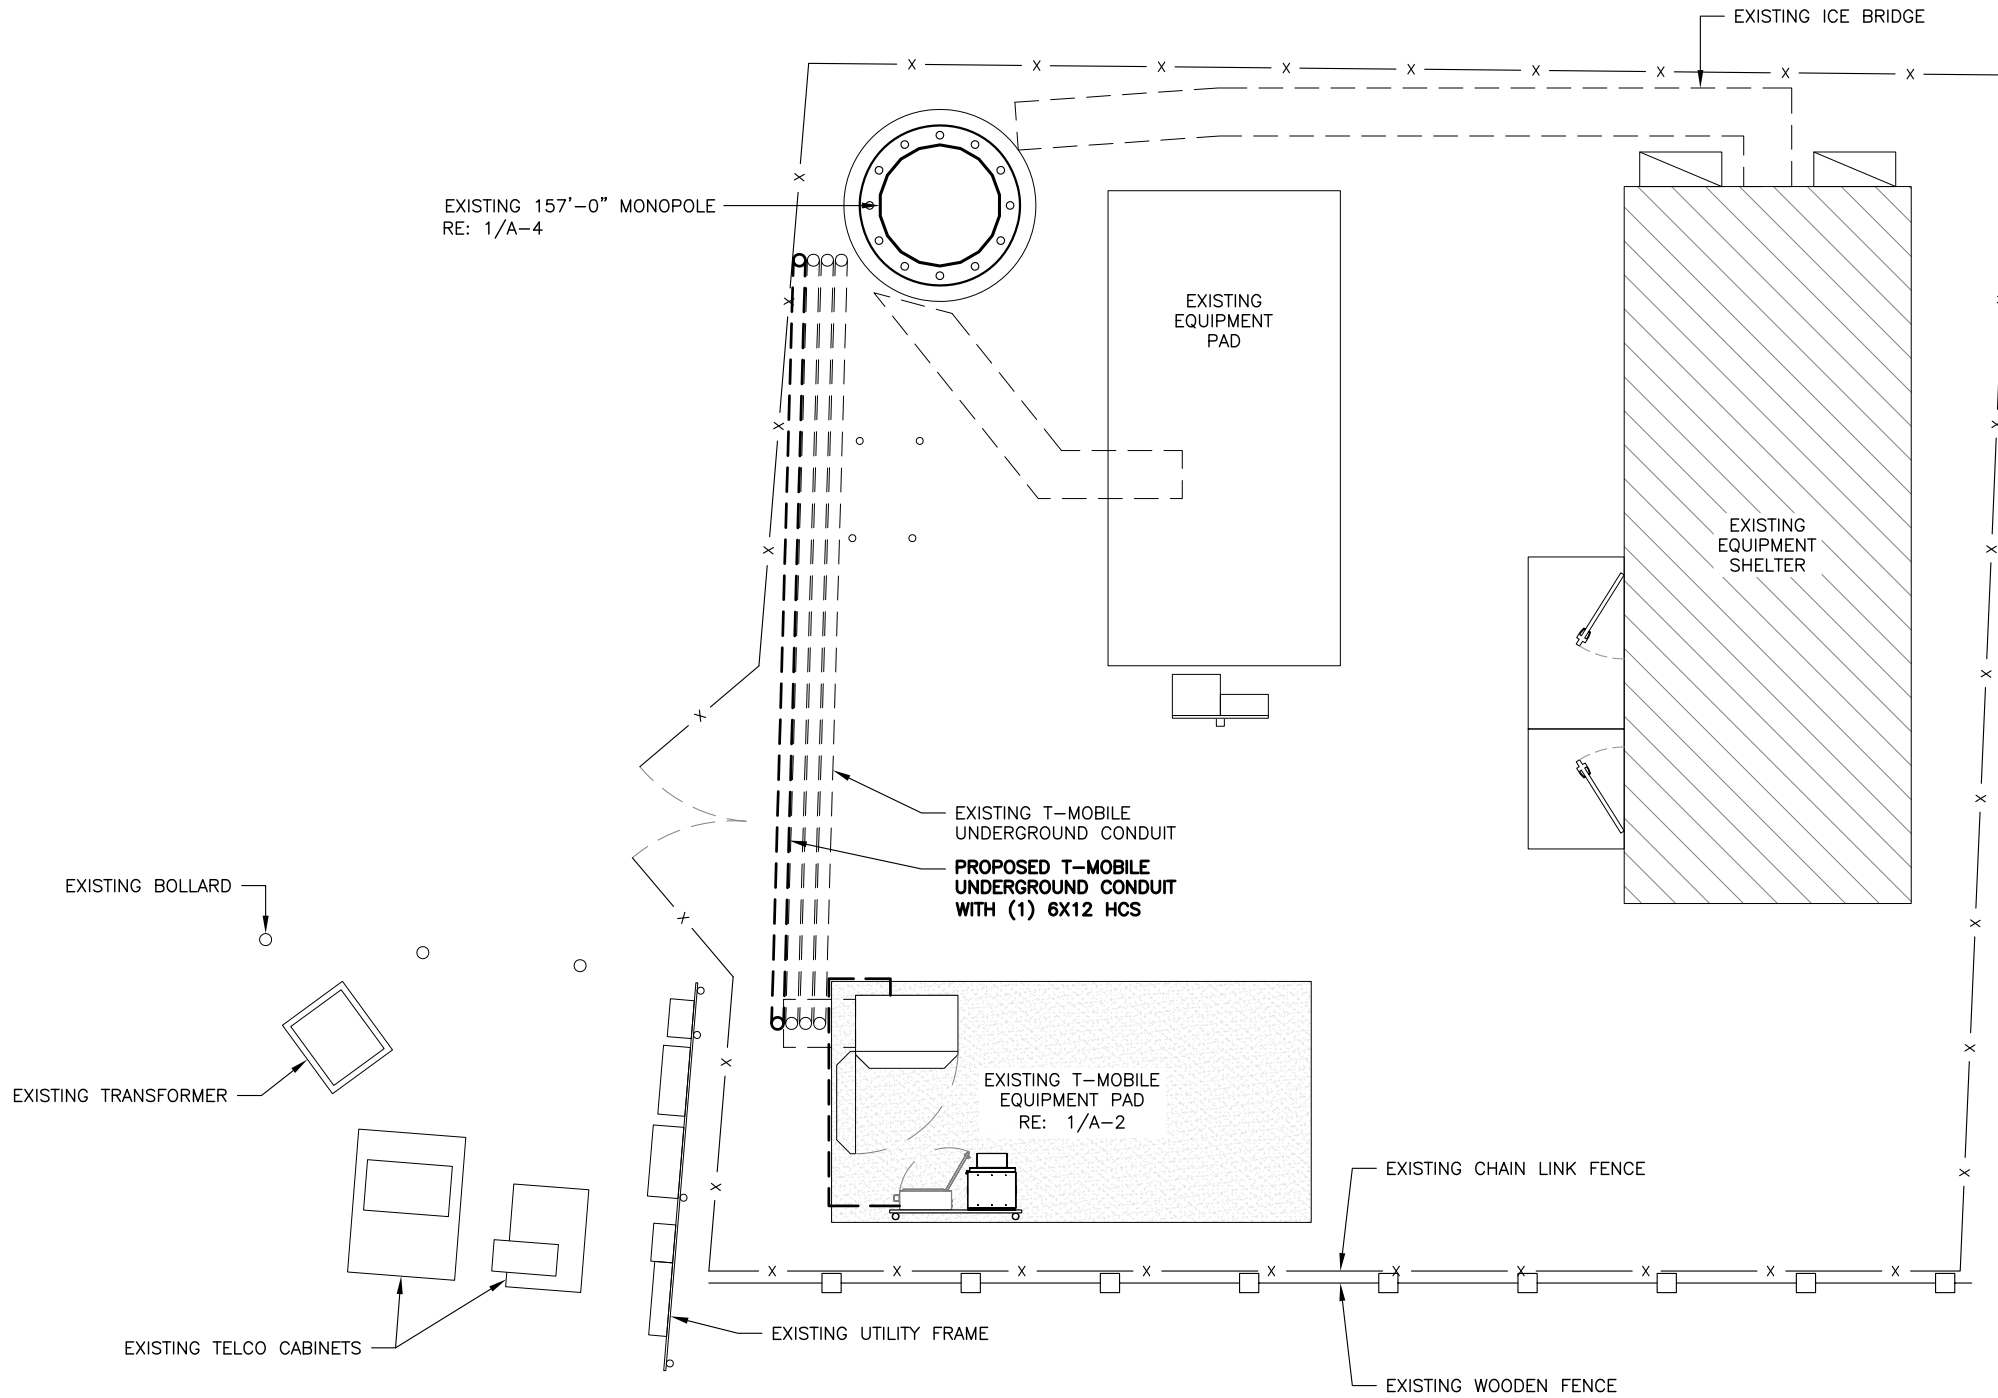 EXISTING ICE BRIDGE
EXISTING 157'-0" MONOPOLE
RE: 1/A-4
EXISTING
EQUIPMENT
PAD
EXISTING
EQUIPMENT
SHELTER
EXISTING T-MOBILE
UNDERGROUND CONDUIT
PROPOSED T-MOBILE
UNDERGROUND CONDUIT
WITH (1) 6X12 HCS
EXISTING BOLLARD
EXISTING TRANSFORMER
EXISTING T-MOBILE
EQUIPMENT PAD
RE: 1/A-2
EXISTING CHAIN LINK FENCE
EXISTING UTILITY FRAME
EXISTING TELCO CABINETS
EXISTING WOODEN FENCE